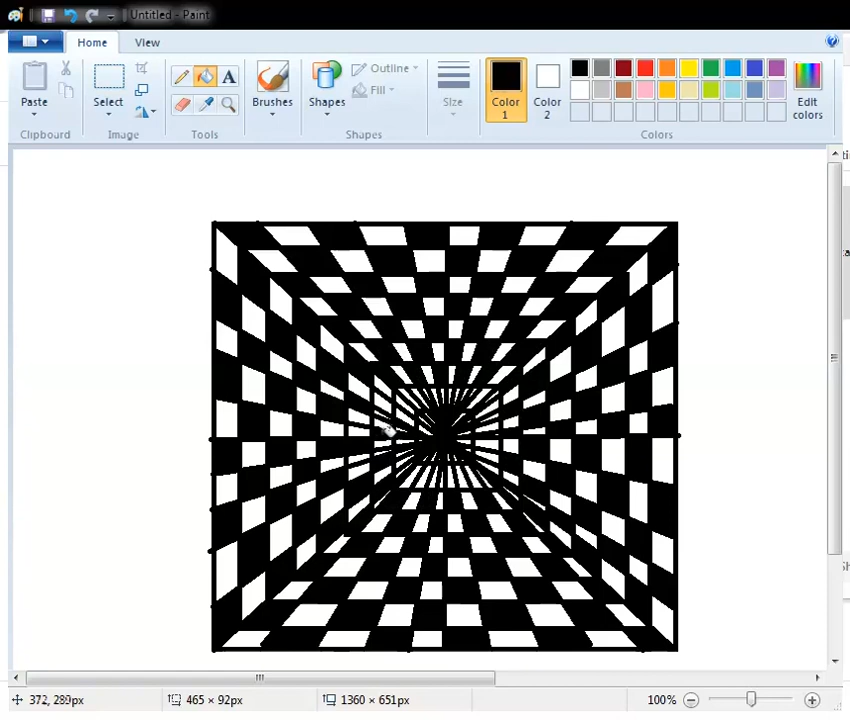 Untitled - Paint
Home
View
Paste
Select
Brushes
Shapes
Outline
Fill
Size
Color
1
Color
2
Edit
colors
A
Clipboard
Image
Tools
Shapes
Colors
372, 289px
465 × 92px
1360 × 651px
100%